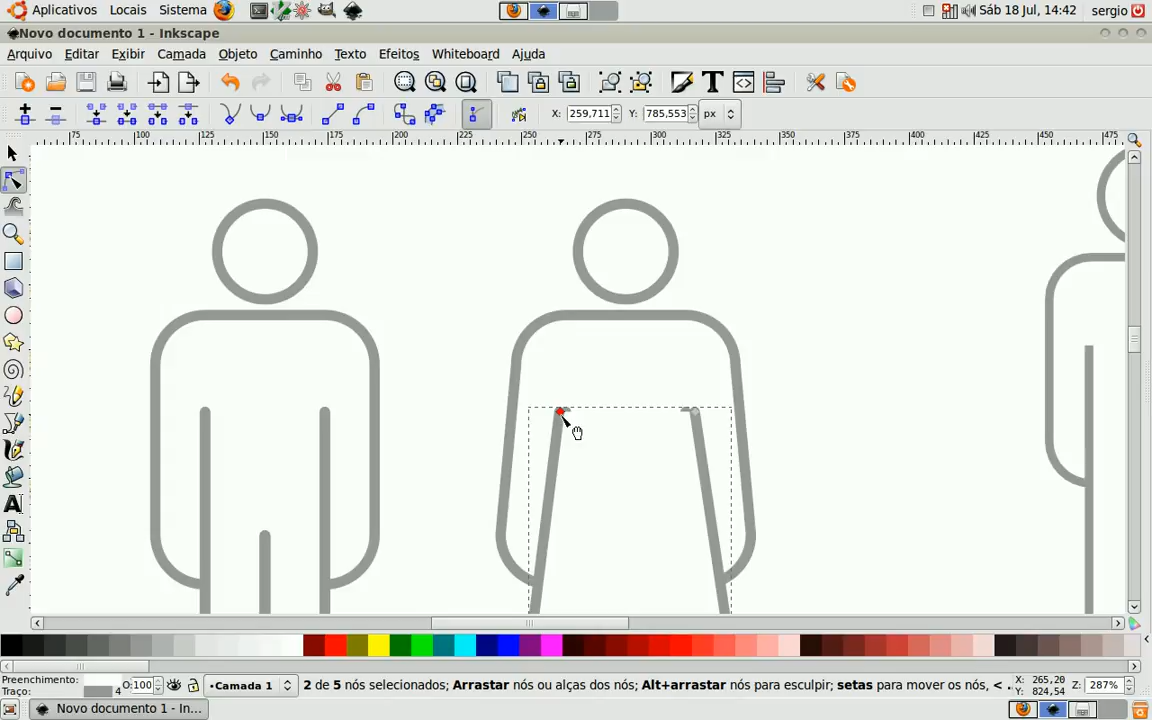 Aplicativos Locais Sistema Sáb 18 Jul, 14:42 sergio
Novo documento 1 - Inkscape
Arquivo Editar Exibir Camada Objeto Caminho Texto Efeitos Whiteboard Ajuda
X: 259,711 Y: 785,553 px
75 100 125 150 175 200 225 250 275 300 325 350 375 400 425 450 475
Preenchimento: O: 100 •Camada 1 2 de 5 nós selecionados; Arrastar nós ou alças dos nós; Alt+arrastar nós para esculpir; setas para mover os nós, < . X: 265,20 Z: 287%
Traço: 4 Y: 824,54
Novo documento 1 - In...